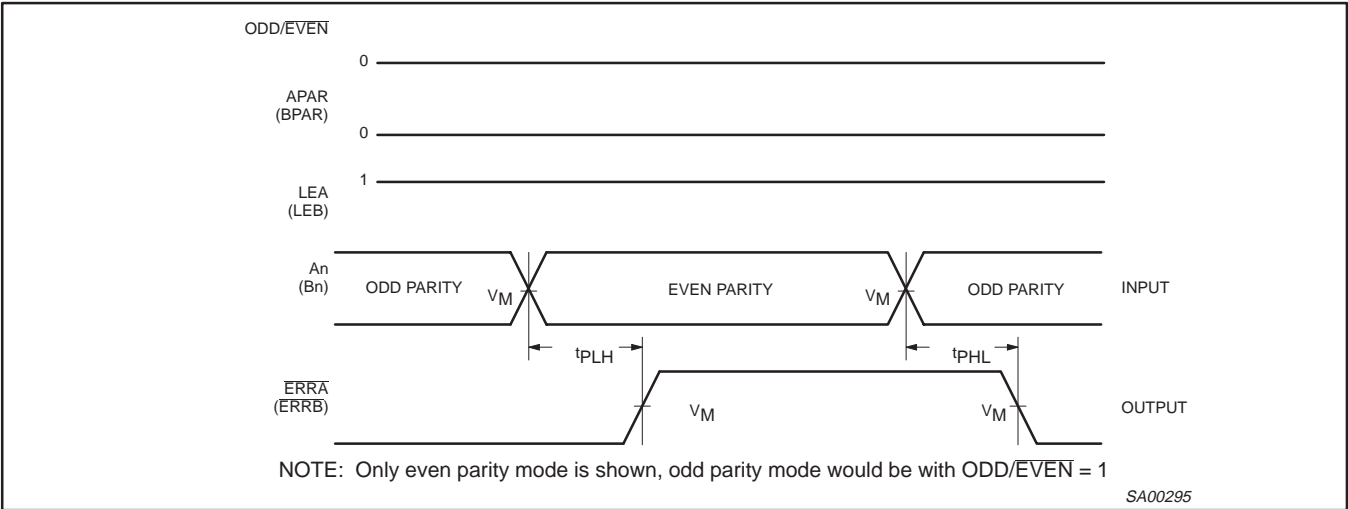 ODD/EVEN
0
APAR
(BPAR)
0
1
LEA
(LEB)
An
(Bn)
ODD PARITY
VM
EVEN PARITY
VM
ODD PARITY
INPUT
tPLH
tPHL
ERRA
(ERRB)
VM
VM
OUTPUT
NOTE: Only even parity mode is shown, odd parity mode would be with ODD/EVEN = 1
SA00295